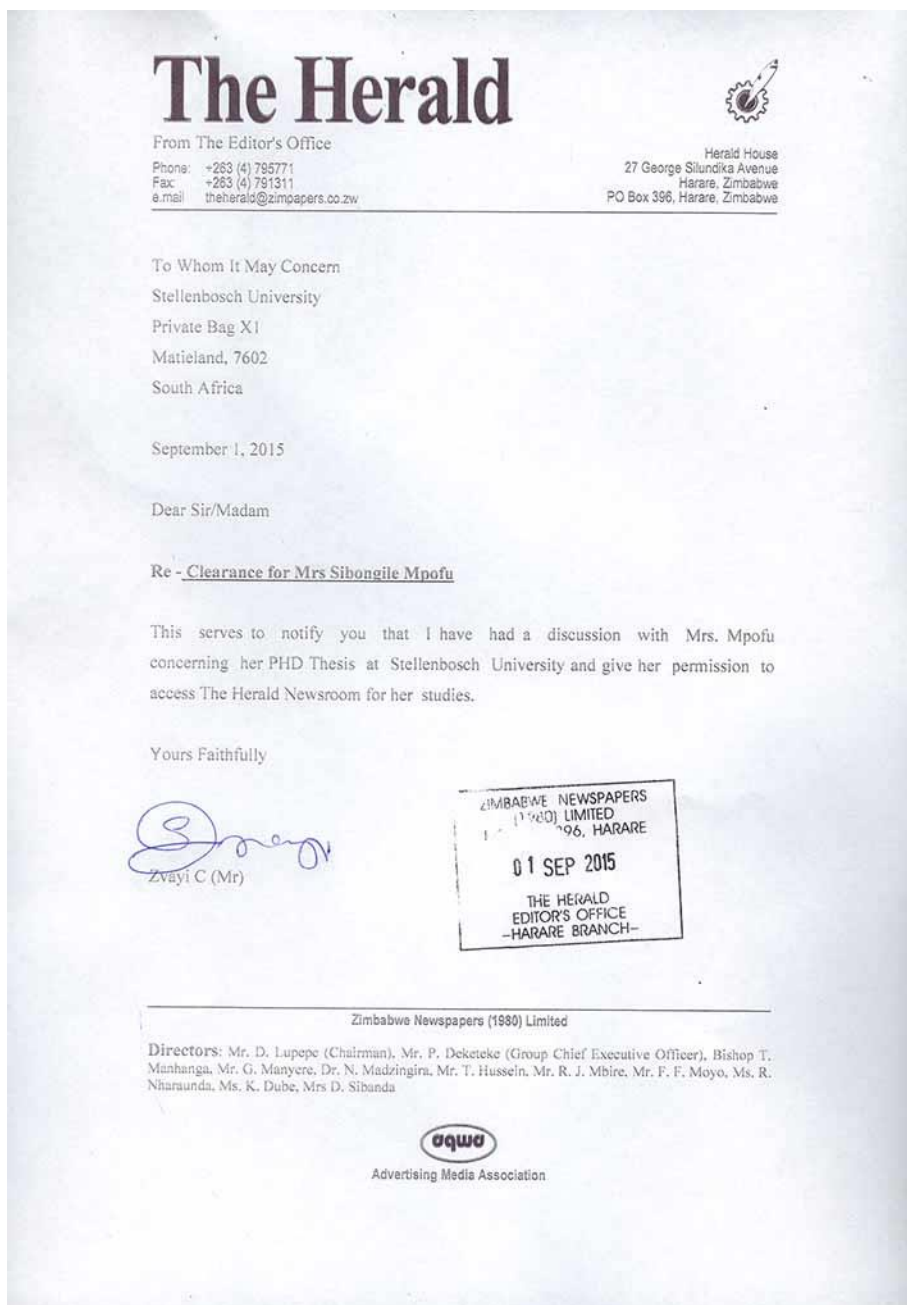 The Herald
From The Editor's Office
Phone: +263 (4) 795771
Fax: +263 (4) 791311
e.mail theherald@zimpapers.co.zw
Herald House
27 George Silundika Avenue
Harare, Zimbabwe
PO Box 396, Harare, Zimbabwe
To Whom It May Concern
Stellenbosch University
Private Bag X1
Matieland, 7602
South Africa
September 1, 2015
Dear Sir/Madam
Re - Clearance for Mrs Sibongile Mpofu
This serves to notify you that I have had a discussion with Mrs. Mpofu
concerning her PHD Thesis at Stellenbosch University and give her permission to
access The Herald Newsroom for her studies.
Yours Faithfully
Zvayi C (Mr)
ZIMBABWE NEWSPAPERS
(1980) LIMITED
96, HARARE
01 SEP 2015
THE HERALD
EDITOR'S OFFICE
-HARARE BRANCH-
Zimbabwe Newspapers (1980) Limited
Directors: Mr. D. Lupepe (Chairman), Mr. P. Deketeke (Group Chief Executive Officer), Bishop T.
Manhanga, Mr. G. Manyere, Dr. N. Madzingira, Mr. T. Hussein, Mr. R. J. Mbire, Mr. F. F. Moyo, Ms. R.
Nharaunda, Ms. K. Dube, Mrs D. Sibanda
Advertising Media Association